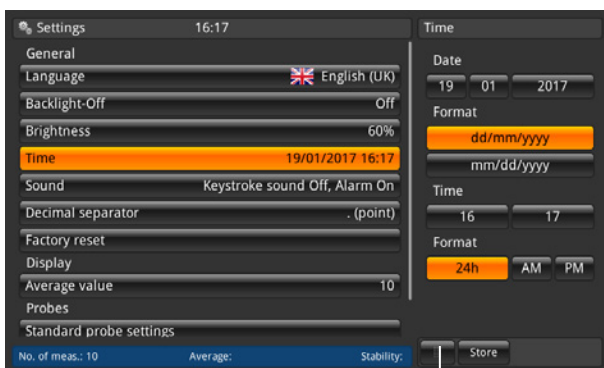 Settings 16:17
General
Language English (UK)
Backlight-Off Off
Brightness 60%
Time 19/01/2017 16:17
Sound Keystroke sound Off, Alarm On
Decimal separator . (point)
Factory reset
Display
Average value 10
Probes
Standard probe settings
No. of meas.: 10 Average: Stability:
Time
Date
19 01 2017
Format
dd/mm/yyyy
mm/dd/yyyy
Time
16 17
Format
24h AM PM
Store